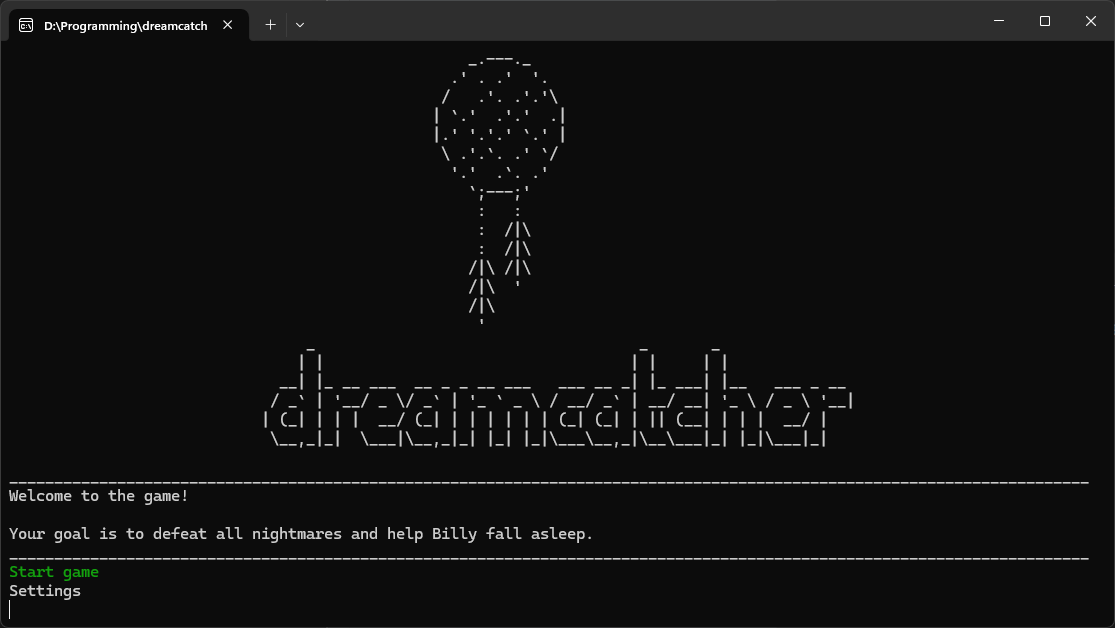 D:\Programming\dreamcatch
dreamcatcher
Welcome to the game!
Your goal is to defeat all nightmares and help Billy fall asleep.
Start game
Settings